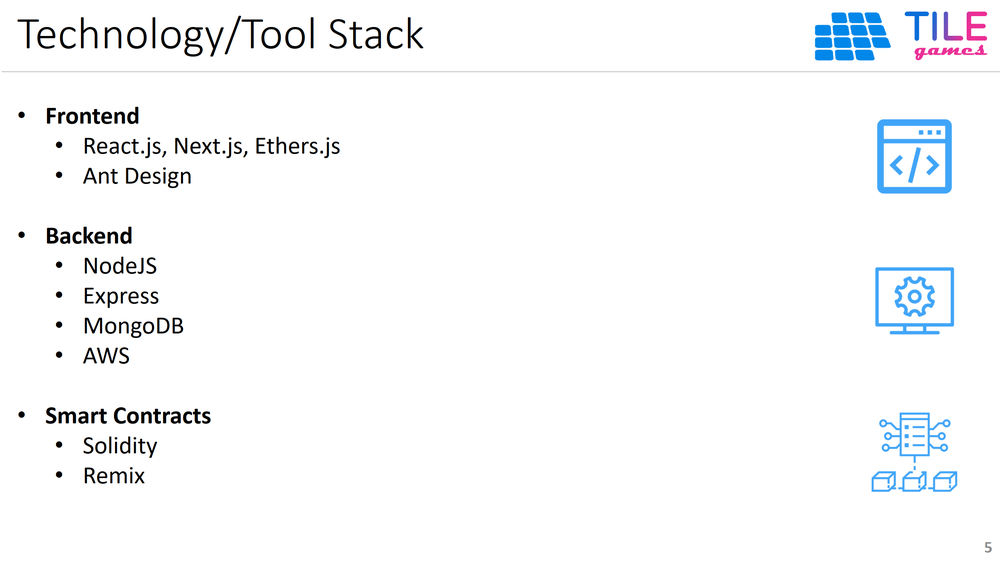 Technology/Tool Stack
TILE
games
• Frontend
• React.js, Next.js, Ethers.js
• Ant Design
• Backend
• NodeJS
• Express
• MongoDB
• AWS
• Smart Contracts
• Solidity
• Remix
5